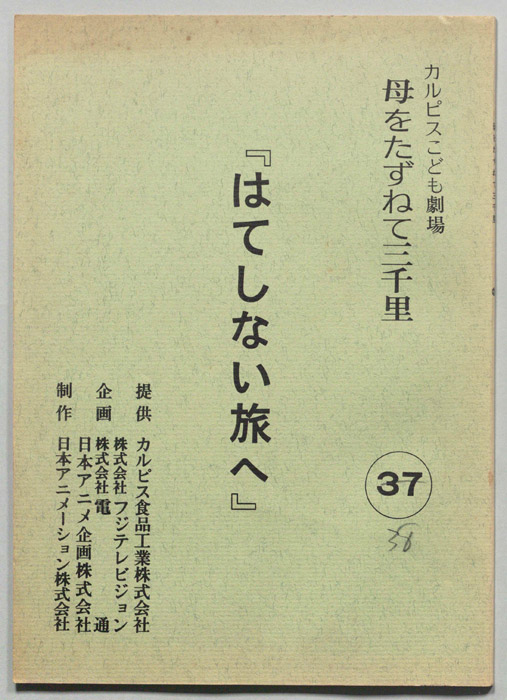 カルピスこども劇場
母をたずねて三千里
37
『はてしない旅へ』
提供 カルピス食品工業株式会社
企画 株式会社フジテレビジョン
株式会社電通
日本アニメ企画株式会社
制作 日本アニメーション株式会社